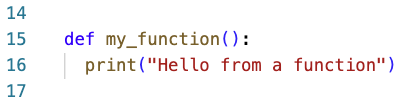 14
15 def my_function():
16 print("Hello from a function")
17